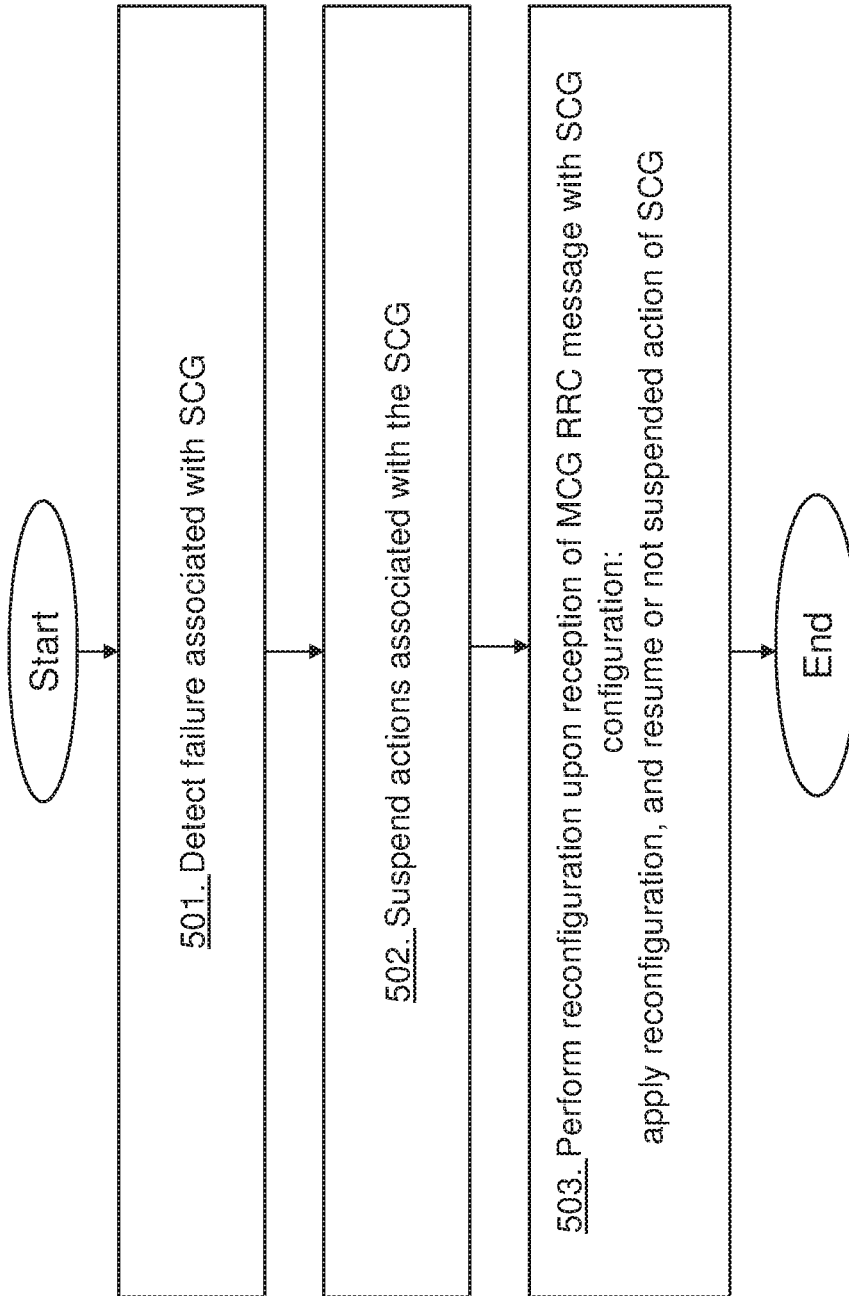 Start
501. Detect failure associated with SCG
502. Suspend actions associated with the SCG
503. Perform reconfiguration upon reception of MCG RRC message with SCG
configuration:
apply reconfiguration, and resume or not suspended action of SCG
End